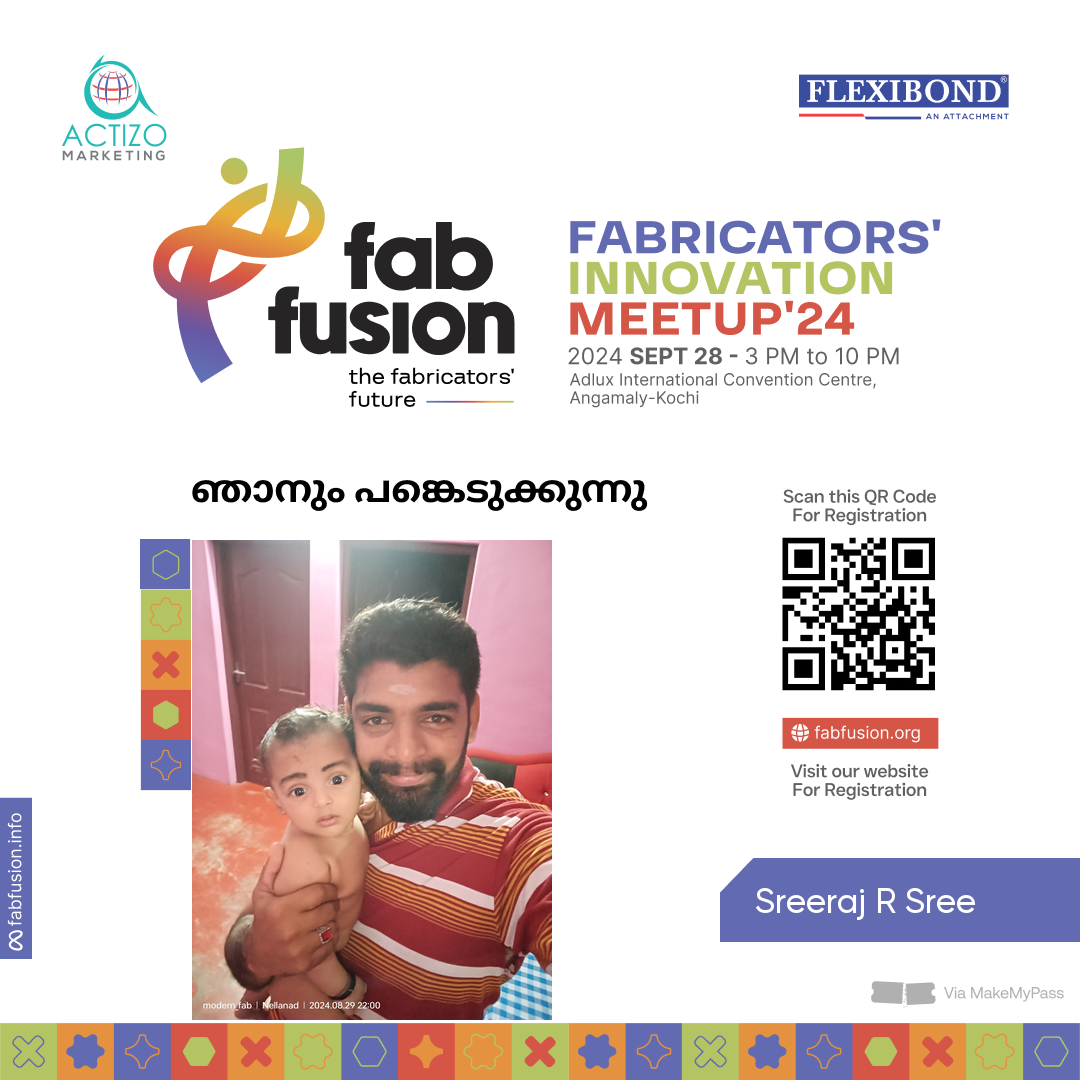 ACTIZO
MARKETING
FLEXIBOND®
AN ATTACHMENT
fab
fusion
the fabricators'
future
FABRICATORS'
INNOVATION
MEETUP'24
2024 SEPT 28 - 3 PM to 10 PM
Adlux International Convention Centre,
Angamaly-Kochi
ഞാനും പങ്കെടുക്കുന്നു
Scan this QR Code
For Registration
fabfusion.org
Visit our website
For Registration
fabfusion.info
Sreeraj R Sree
modern fab | Nellanad | 2024.08.29 22:00
Via MakeMyPass